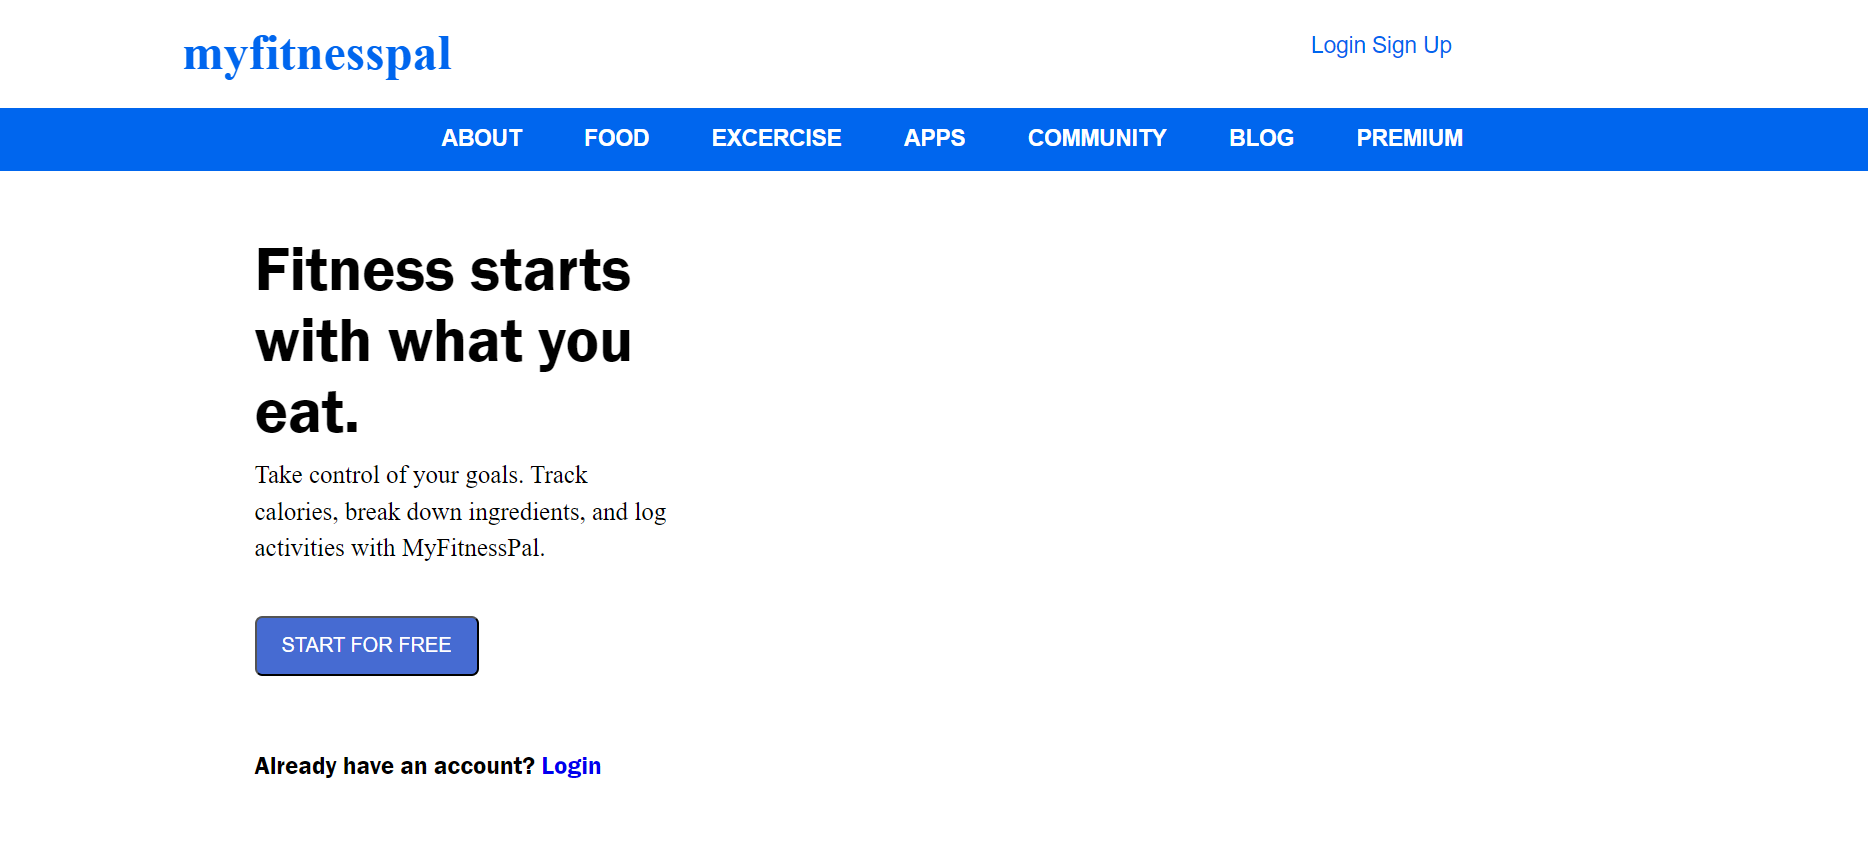 myfitnesspal
Login Sign Up
ABOUT FOOD EXCERCISE APPS COMMUNITY BLOG PREMIUM
Fitness starts
with what you
eat.
Take control of your goals. Track
calories, break down ingredients, and log
activities with MyFitnessPal.
START FOR FREE
Already have an account? Login